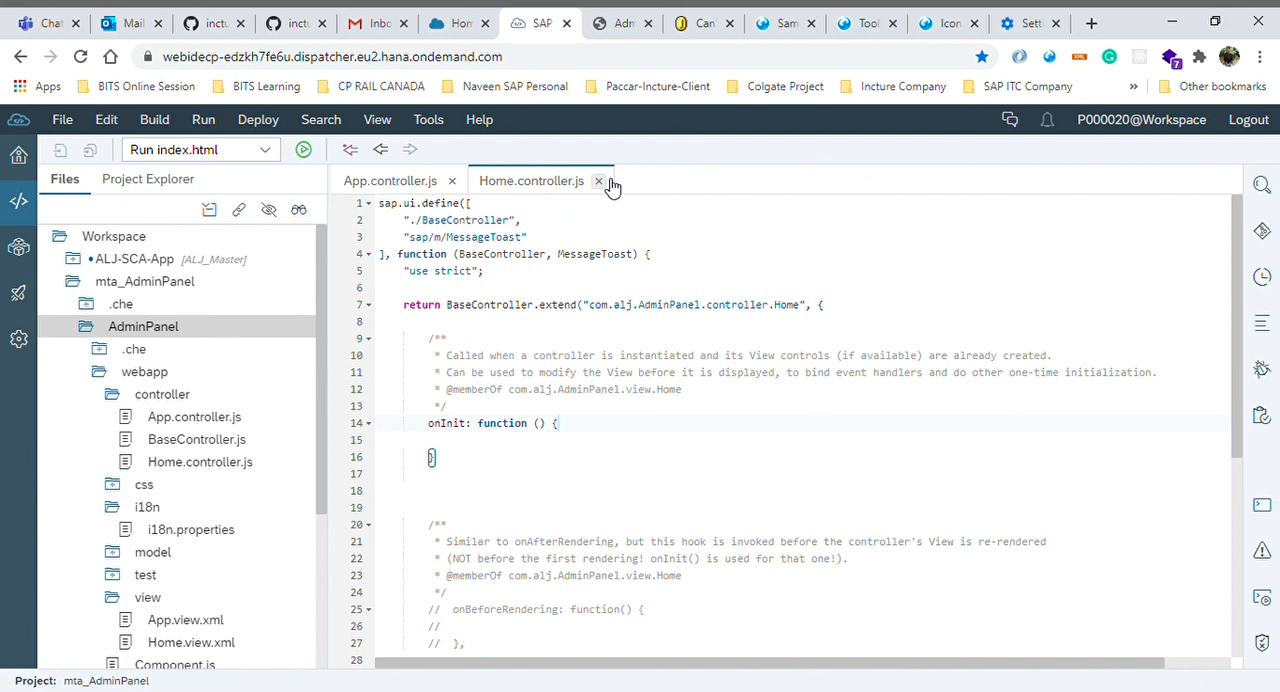 Chat
Mail
inctu
inctu
Inbo
Hom
SAP
Adm
Can'
Sam
Tool
Icon
Setti
webidecp-edzkh7fe6u.dispatcher.eu2.hana.ondemand.com
7
Apps BITS Online Session BITS Learning CP RAIL CANADA Naveen SAP Personal Paccar-Incture-Client Colgate Project Incture Company SAP ITC Company » Other bookmarks
File Edit Build Run Deploy Search View Tools Help P000020@Workspace Logout
Run index.html
Files Project Explorer
App.controller.js Home.controller.js
Workspace
ALJ-SCA-App [ALJ_Master]
mta_AdminPanel
.che
AdminPanel
.che
webapp
controller
App.controller.js
BaseController.js
Home.controller.js
css
i18n
i18n.properties
model
test
view
App.view.xml
Home.view.xml
Component.js
1 sap.ui.define([
2 "./BaseController",
3 "sap/m/MessageToast"
4 ], function (BaseController, MessageToast) {
5 "use strict";
6
7 return BaseController.extend("com.alj.AdminPanel.controller.Home", {
8
9 /**
10 * Called when a controller is instantiated and its View controls (if available) are already created.
11 * Can be used to modify the View before it is displayed, to bind event handlers and do other one-time initialization.
12 * @memberOf com.alj.AdminPanel.view.Home
13 */
14 onInit: function () {
15
16 }
17
18
19
20 /**
21 * Similar to onAfterRendering, but this hook is invoked before the controller's View is re-rendered
22 * (NOT before the first rendering! onInit() is used for that one!).
23 * @memberOf com.alj.AdminPanel.view.Home
24 */
25 // onBeforeRendering: function() {
26 //
27 // },
28
Project: mta_AdminPanel